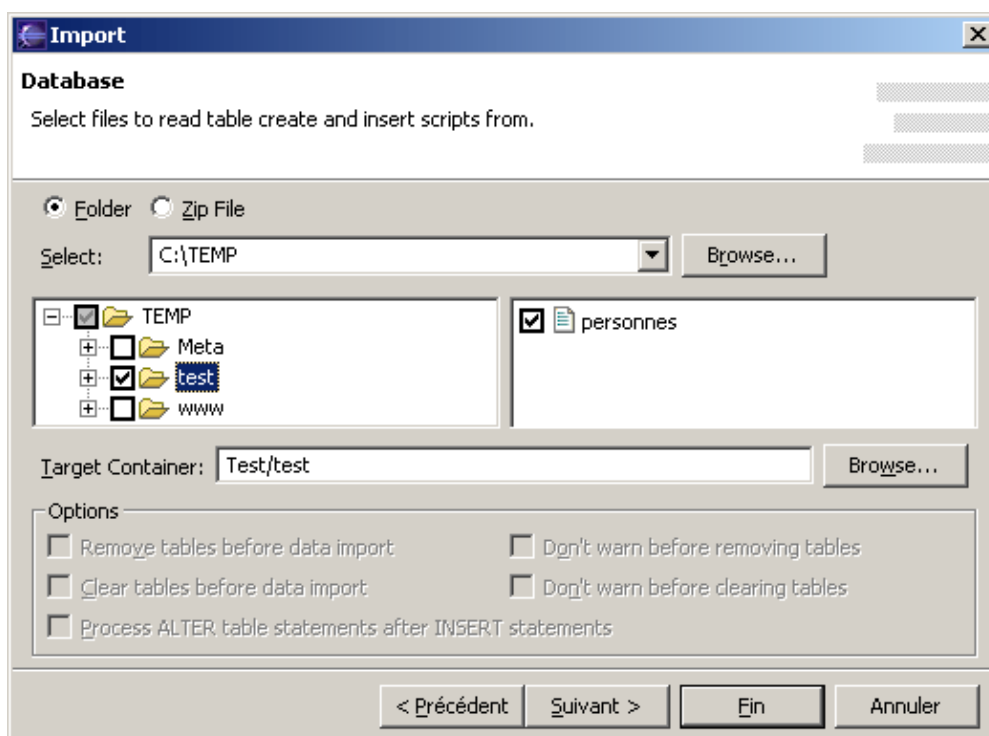 Import
Database
Select files to read table create and insert scripts from.
Folder Zip File
Select: C:\TEMP Browse...
TEMP
Meta
test
www
personnes
Target Container: Test/test Browse...
Options
Remove tables before data import Don't warn before removing tables
Clear tables before data import Don't warn before clearing tables
Process ALTER table statements after INSERT statements
< Précédent Suivant > Fin Annuler